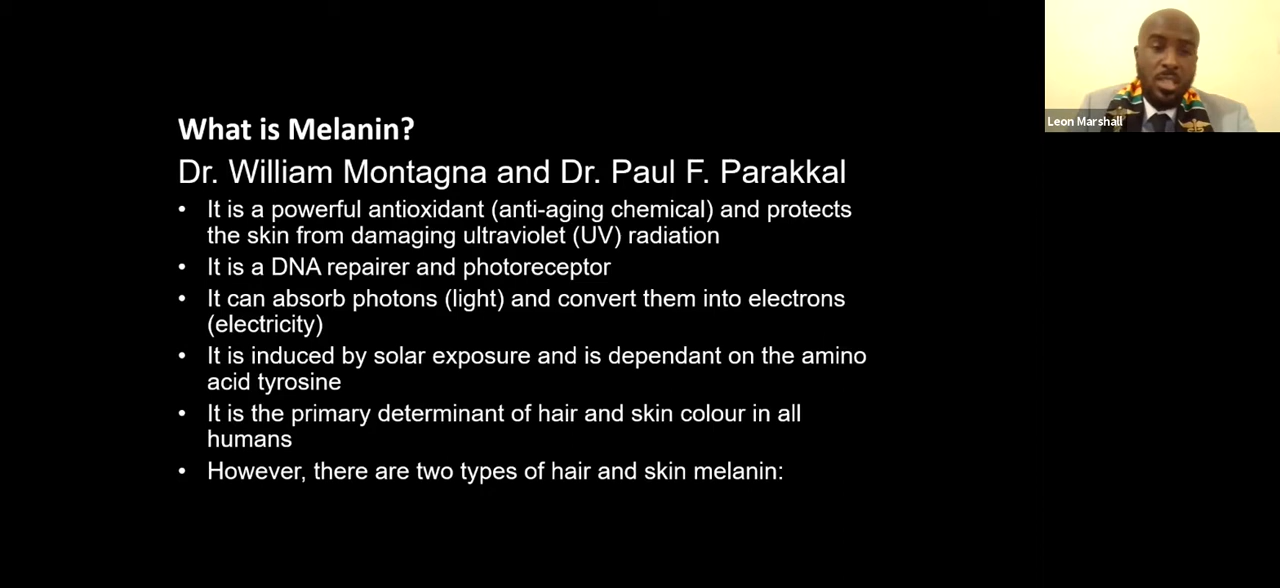 What is Melanin?
Dr. William Montagna and Dr. Paul F. Parakkal
• It is a powerful antioxidant (anti-aging chemical) and protects
the skin from damaging ultraviolet (UV) radiation
• It is a DNA repairer and photoreceptor
• It can absorb photons (light) and convert them into electrons
(electricity)
• It is induced by solar exposure and is dependant on the amino
acid tyrosine
• It is the primary determinant of hair and skin colour in all
humans
• However, there are two types of hair and skin melanin:
Leon Marshall